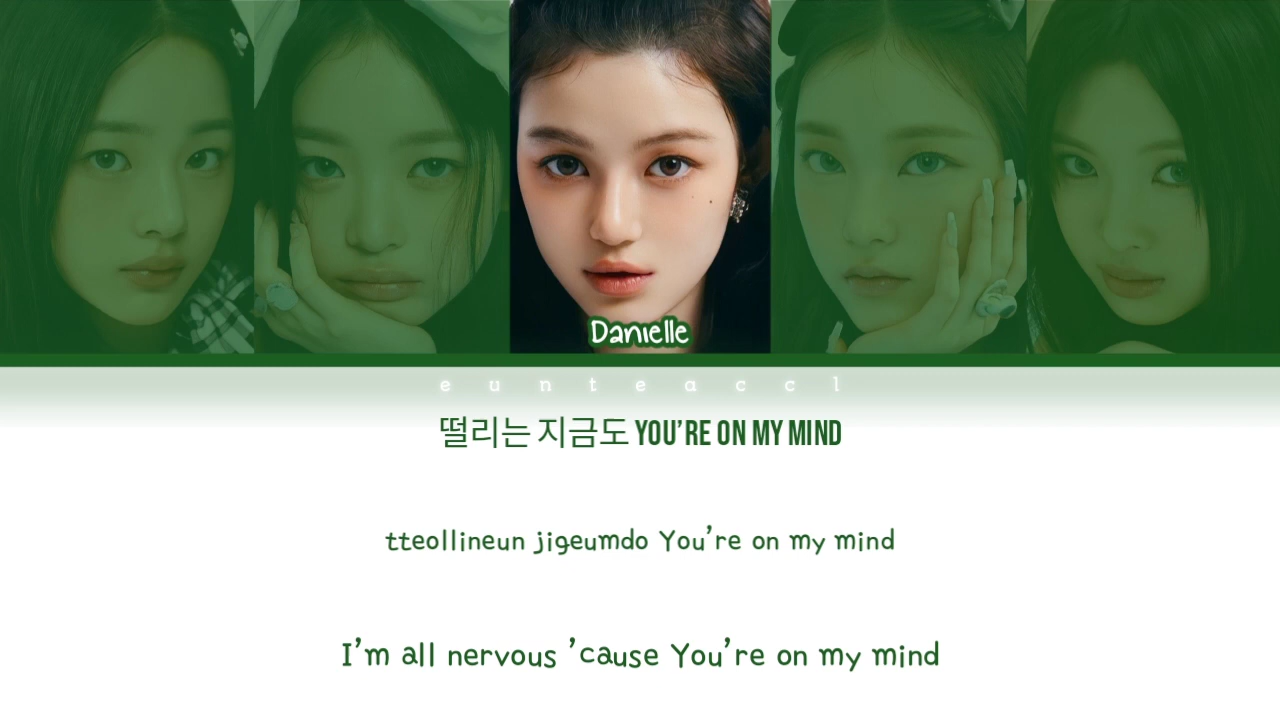 Danielle
eunteaccl
떨리는 지금도 YOU'RE ON MY MIND
tteollineun jigeumdo You're on my mind
I'm all nervous 'cause You're on my mind